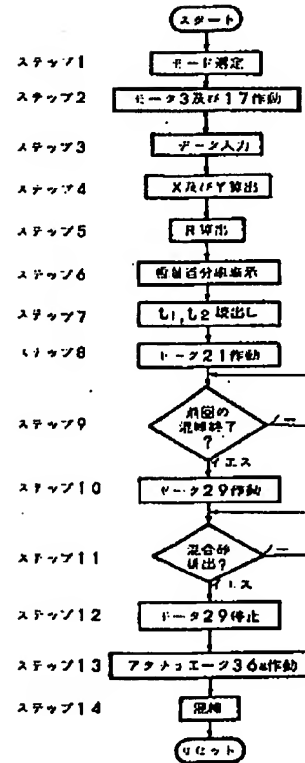 スタート
ステップ1 モード選定
ステップ2 モータ3及び17作動
ステップ3 データ入力
ステップ4 X及びY算出
ステップ5 R算出
ステップ6 百分率表示
ステップ7 t1,t2読出し
ステップ8 モータ21作動
ステップ9 前回の
混練終了
?
ノー
イエス
ステップ10 モータ29作動
ステップ11 混合砂
排出?
ノー
イエス
ステップ12 モータ29停止
ステップ13 アクチュエータ36a作動
ステップ14 混練
リセット